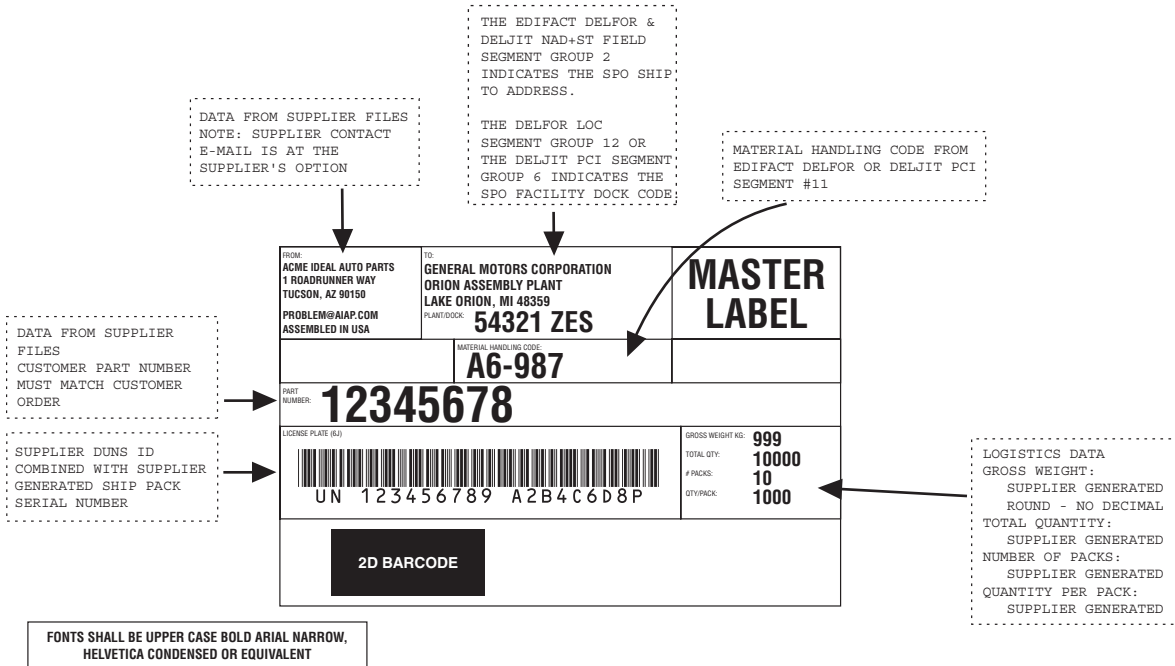 THE EDIFACT DELFOR &
DELJIT NAD+ST FIELD
SEGMENT GROUP 2
INDICATES THE SPO SHIP
TO ADDRESS.
THE DELFOR LOC
SEGMENT GROUP 12 OR
THE DELJIT PCI SEGMENT
GROUP 6 INDICATES THE
SPO FACILITY DOCK CODE
DATA FROM SUPPLIER FILES
NOTE: SUPPLIER CONTACT
E-MAIL IS AT THE
SUPPLIER'S OPTION
MATERIAL HANDLING CODE FROM
EDIFACT DELFOR OR DELJIT PCI
SEGMENT #11
FROM:
ACME IDEAL AUTO PARTS
1 ROADRUNNER WAY
TUCSON, AZ 90150
PROBLEM@AIAP.COM
ASSEMBLED IN USA
TO:
GENERAL MOTORS CORPORATION
ORION ASSEMBLY PLANT
LAKE ORION, MI 48359
PLANT/DOCK: 54321 ZES
MASTER
LABEL
MATERIAL HANDLING CODE:
A6-987
DATA FROM SUPPLIER
FILES
CUSTOMER PART NUMBER
MUST MATCH CUSTOMER
ORDER
PART
NUMBER: 12345678
SUPPLIER DUNS ID
COMBINED WITH SUPPLIER
GENERATED SHIP PACK
SERIAL NUMBER
LICENSE PLATE (6J)
UN 123456789 A2B4C6D8P
GROSS WEIGHT KG: 999
TOTAL QTY: 10000
# PACKS: 10
QTY/PACK: 1000
LOGISTICS DATA
GROSS WEIGHT:
SUPPLIER GENERATED
ROUND - NO DECIMAL
TOTAL QUANTITY:
SUPPLIER GENERATED
NUMBER OF PACKS:
SUPPLIER GENERATED
QUANTITY PER PACK:
SUPPLIER GENERATED
2D BARCODE
FONTS SHALL BE UPPER CASE BOLD ARIAL NARROW,
HELVETICA CONDENSED OR EQUIVALENT